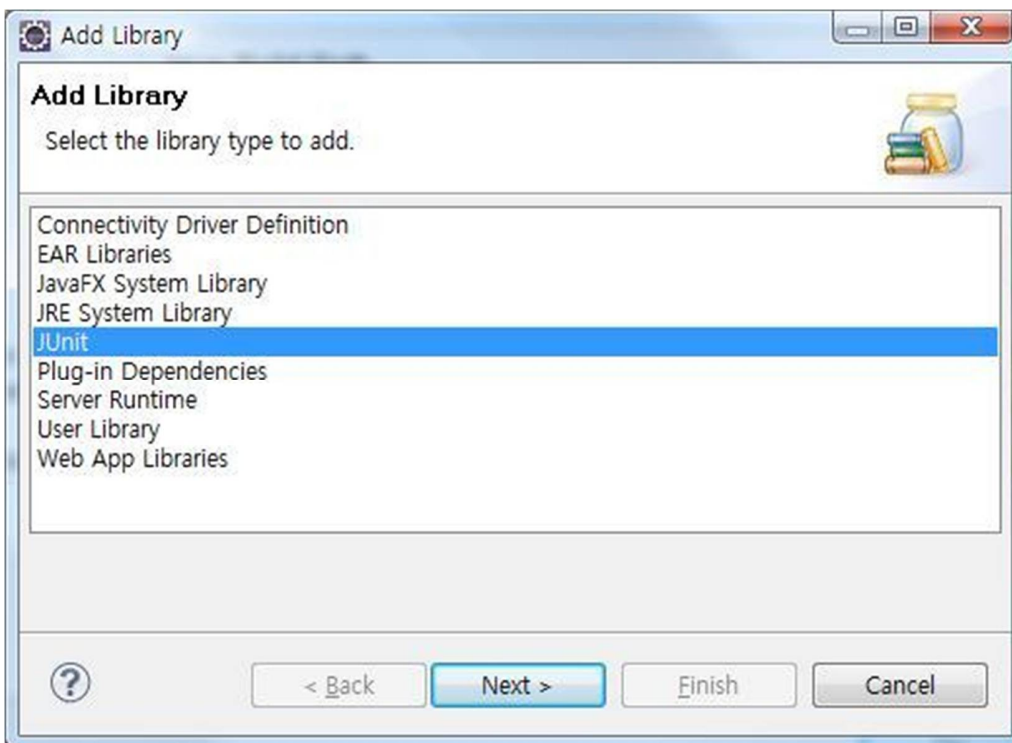 Add Library
Add Library
Select the library type to add.
Connectivity Driver Definition
EAR Libraries
JavaFX System Library
JRE System Library
JUnit
Plug-in Dependencies
Server Runtime
User Library
Web App Libraries
? < Back Next > Finish Cancel